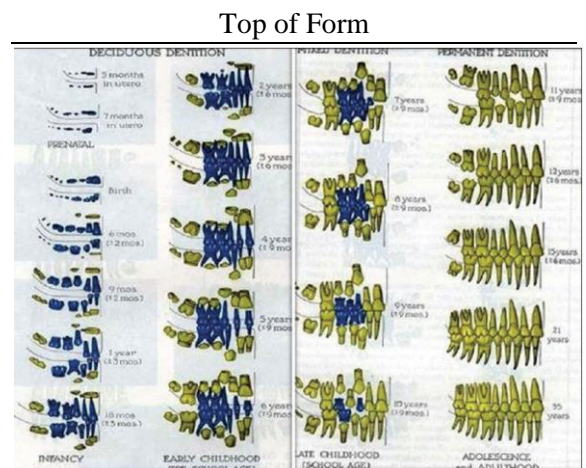 Top of Form
DECIDUOUS DENTITION
5 months
in utero
7 months
in utero
PRENATAL
Birth
6 mos
(±2 mos)
9 mos
(±2 mos.)
1 year
(±3 mos)
18 mos
(±3 mos.)
INFANCY
2 years
(±6 mos
3 years
(±6 mos
4 year
(±9 mos
5 years
(±9 mos
6 years
(±9 mos
EARLY CHILDHOOD
MIXED DENTITION
7 years
(±9 mos.)
8 years
(±9 mos.)
9 years
(±9 mos.)
10 years
(±9 mos.)
LATE CHILDHOOD
(SCHOOL AGE)
PERMANENT DENTITION
11 years
(±9 mos.)
12 years
(±6 mos)
15 years
(±6 mos)
21
years
35
years
ADOLESCENCE
and ADULTHOOD